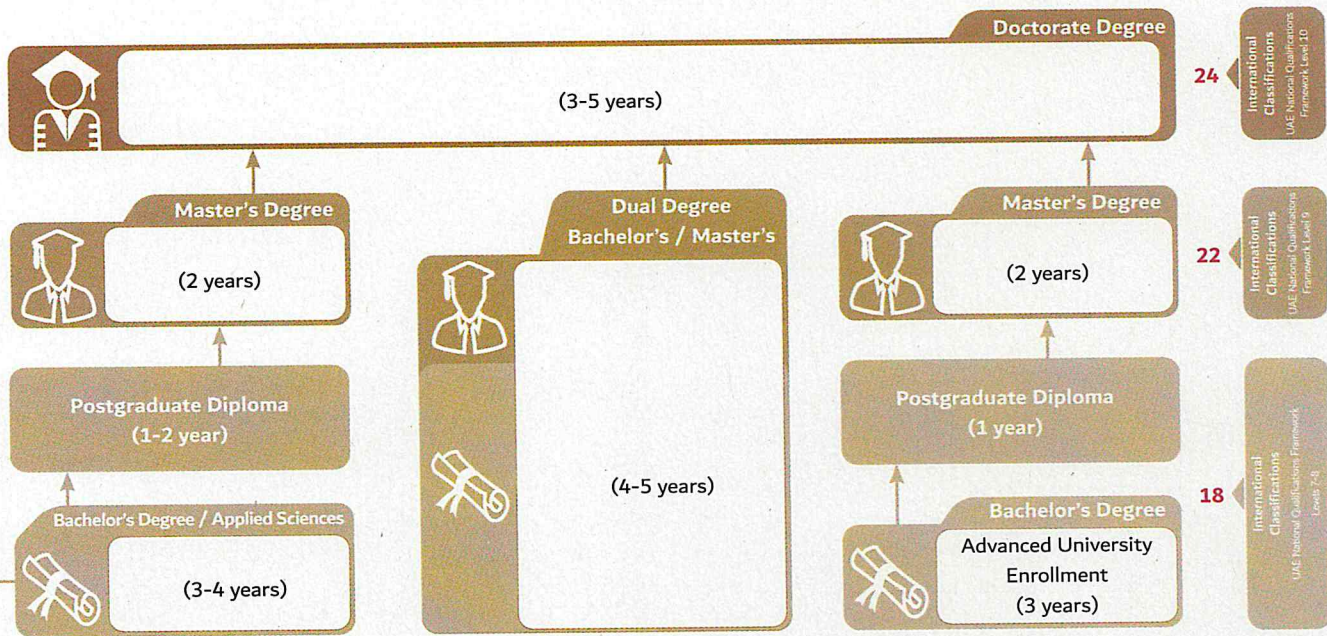 Doctorate Degree
(3-5 years)
24
International
Classifications
UAE National Qualifications
Framework Level 10
Master's Degree
(2 years)
Dual Degree
Bachelor's / Master's
(4-5 years)
Master's Degree
(2 years)
22
International
Classifications
UAE National Qualifications
Framework Level 9
Postgraduate Diploma
(1-2 year)
Postgraduate Diploma
(1 year)
Bachelor's Degree / Applied Sciences
(3-4 years)
Bachelor's Degree
Advanced University
Enrollment
(3 years)
18
International
Classifications
UAE National Qualifications Framework
Levels 7-8